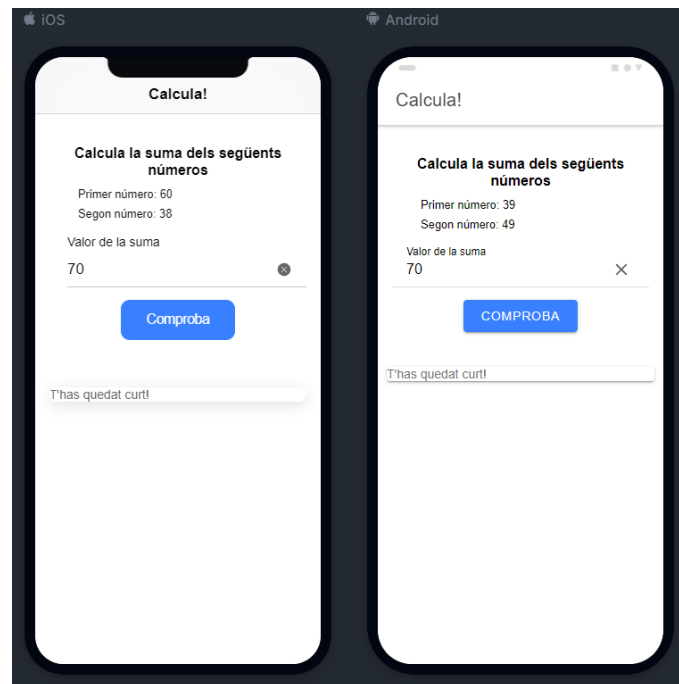 iOS
Calcula!
Calcula la suma dels següents
números
Primer número: 60
Segon número: 38
Valor de la suma
70
Comproba
T'has quedat curt!
Android
Calcula!
Calcula la suma dels següents
números
Primer número: 39
Segon número: 49
Valor de la suma
70
COMPROBA
T'has quedat curt!